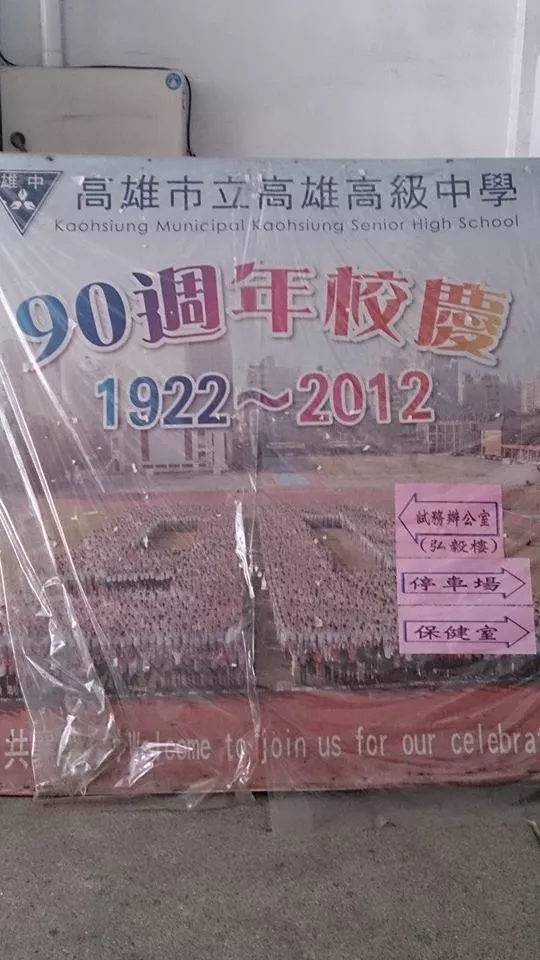 雄中
高雄市立高雄高級中學
Kaohsiung Municipal Kaohsiung Senior High School
90週年校慶
1922～2012
試務辦公室
(弘毅樓)
停車場
保健室
共 Welcome to join us for our celebrat